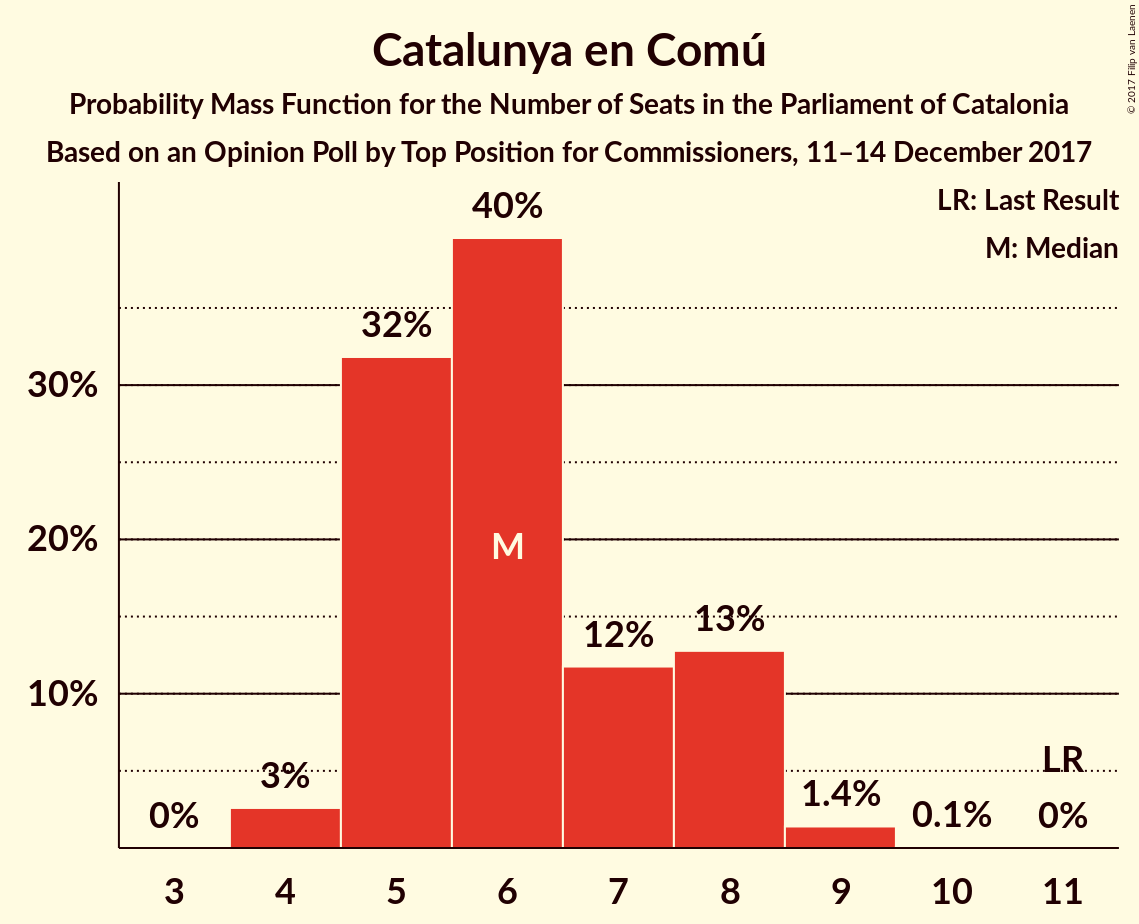 Catalunya en Comú
Probability Mass Function for the Number of Seats in the Parliament of Catalonia
Based on an Opinion Poll by Top Position for Commissioners, 11–14 December 2017
© 2017 Filip van Laenen
LR: Last Result
M: Median
40%
32%
30%
20%
M
13%
12%
10%
LR
3%
1.4%
0%
0.1%
0%
3 4 5 6 7 8 9 10 11